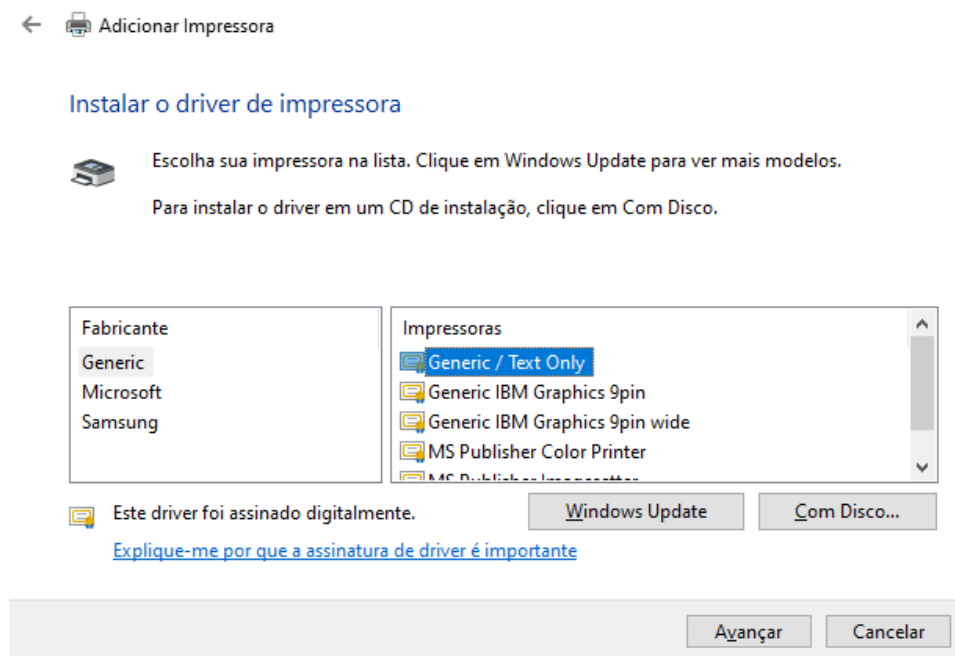 Adicionar Impressora
Instalar o driver de impressora
Escolha sua impressora na lista. Clique em Windows Update para ver mais modelos.
Para instalar o driver em um CD de instalação, clique em Com Disco.
Fabricante
Generic
Microsoft
Samsung
Impressoras
Generic / Text Only
Generic IBM Graphics 9pin
Generic IBM Graphics 9pin wide
MS Publisher Color Printer
MS Publisher Imagesetter
Este driver foi assinado digitalmente.
Windows Update
Com Disco...
Explique-me por que a assinatura de driver é importante
Avançar
Cancelar